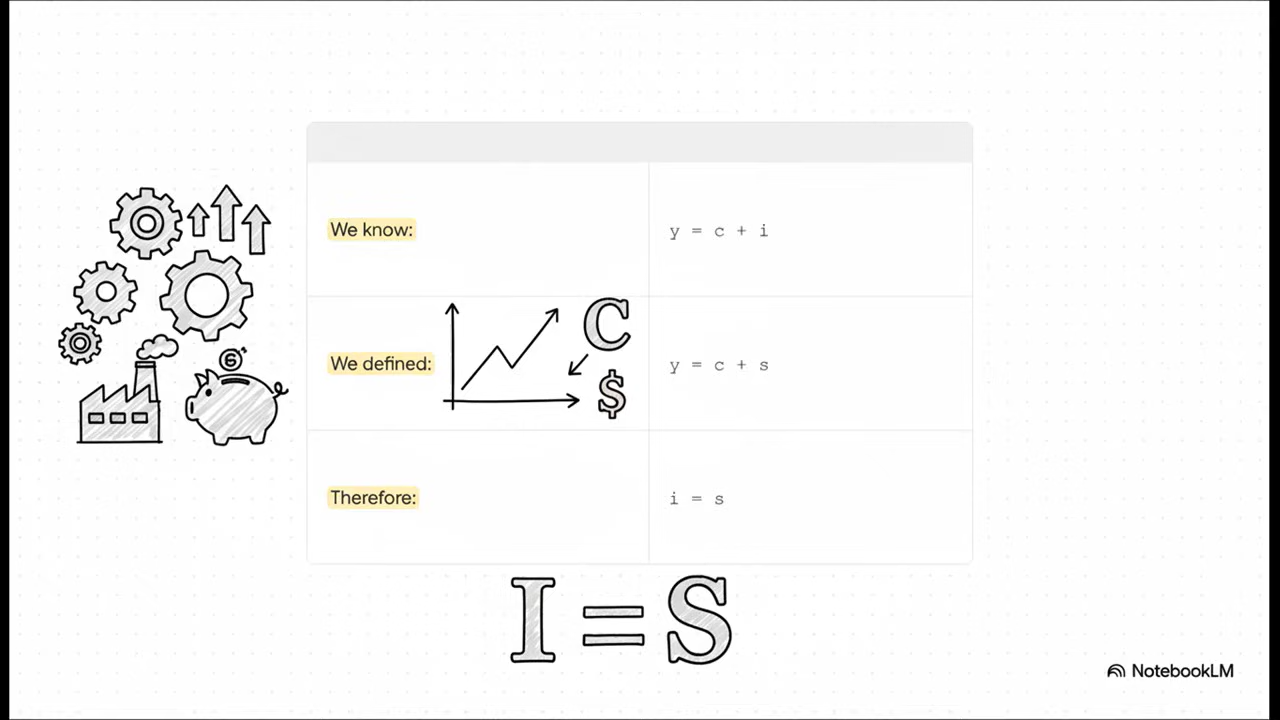 We know:
y = c + i
C
We defined:
y = c + s
$
Therefore:
i = s
I = S
NotebookLM